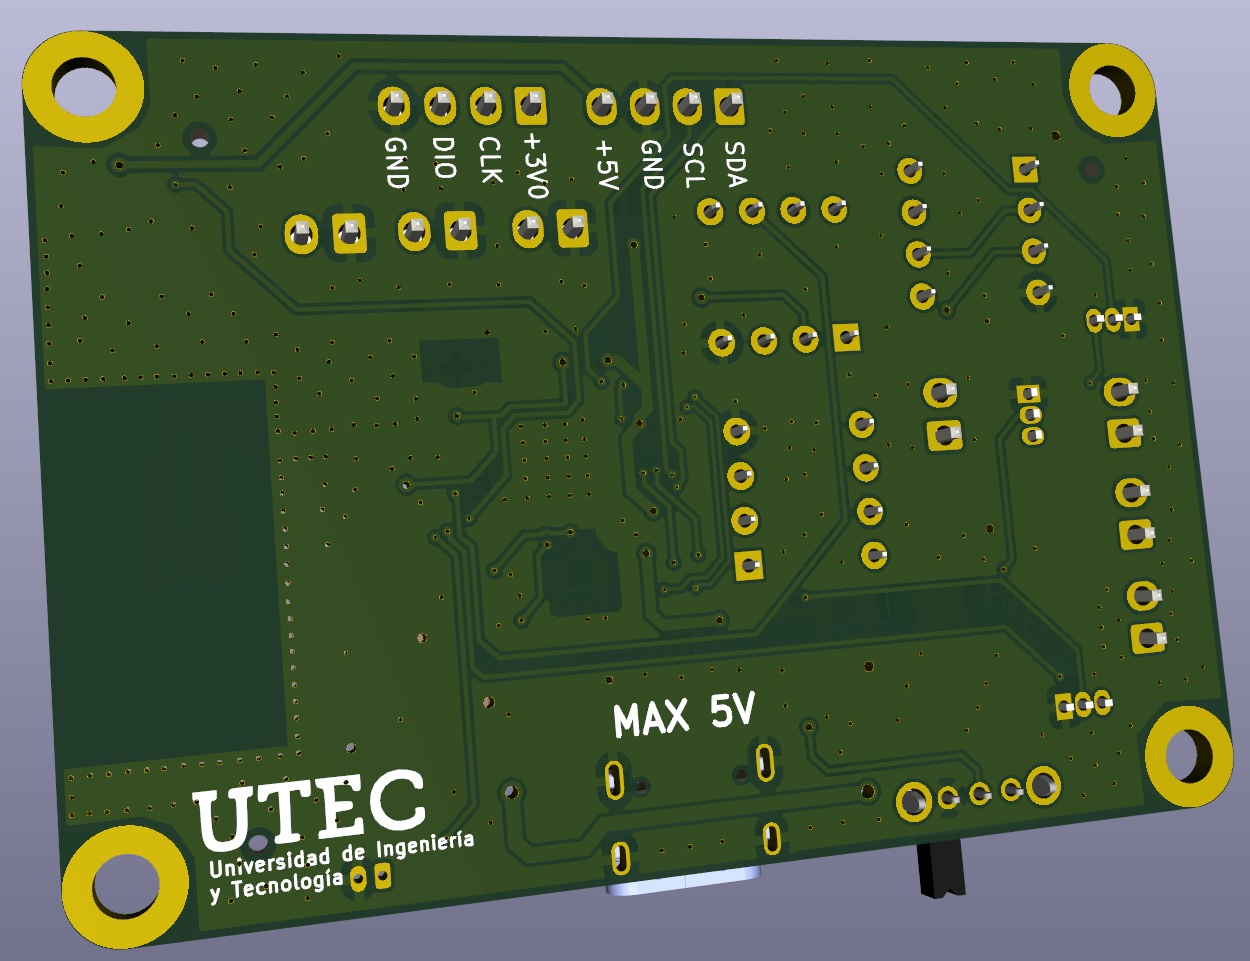 GND DIO CLK +3V0 +5V GND SCL SDA
MAX 5V
UTEC
Universidad de Ingeniería
y Tecnología